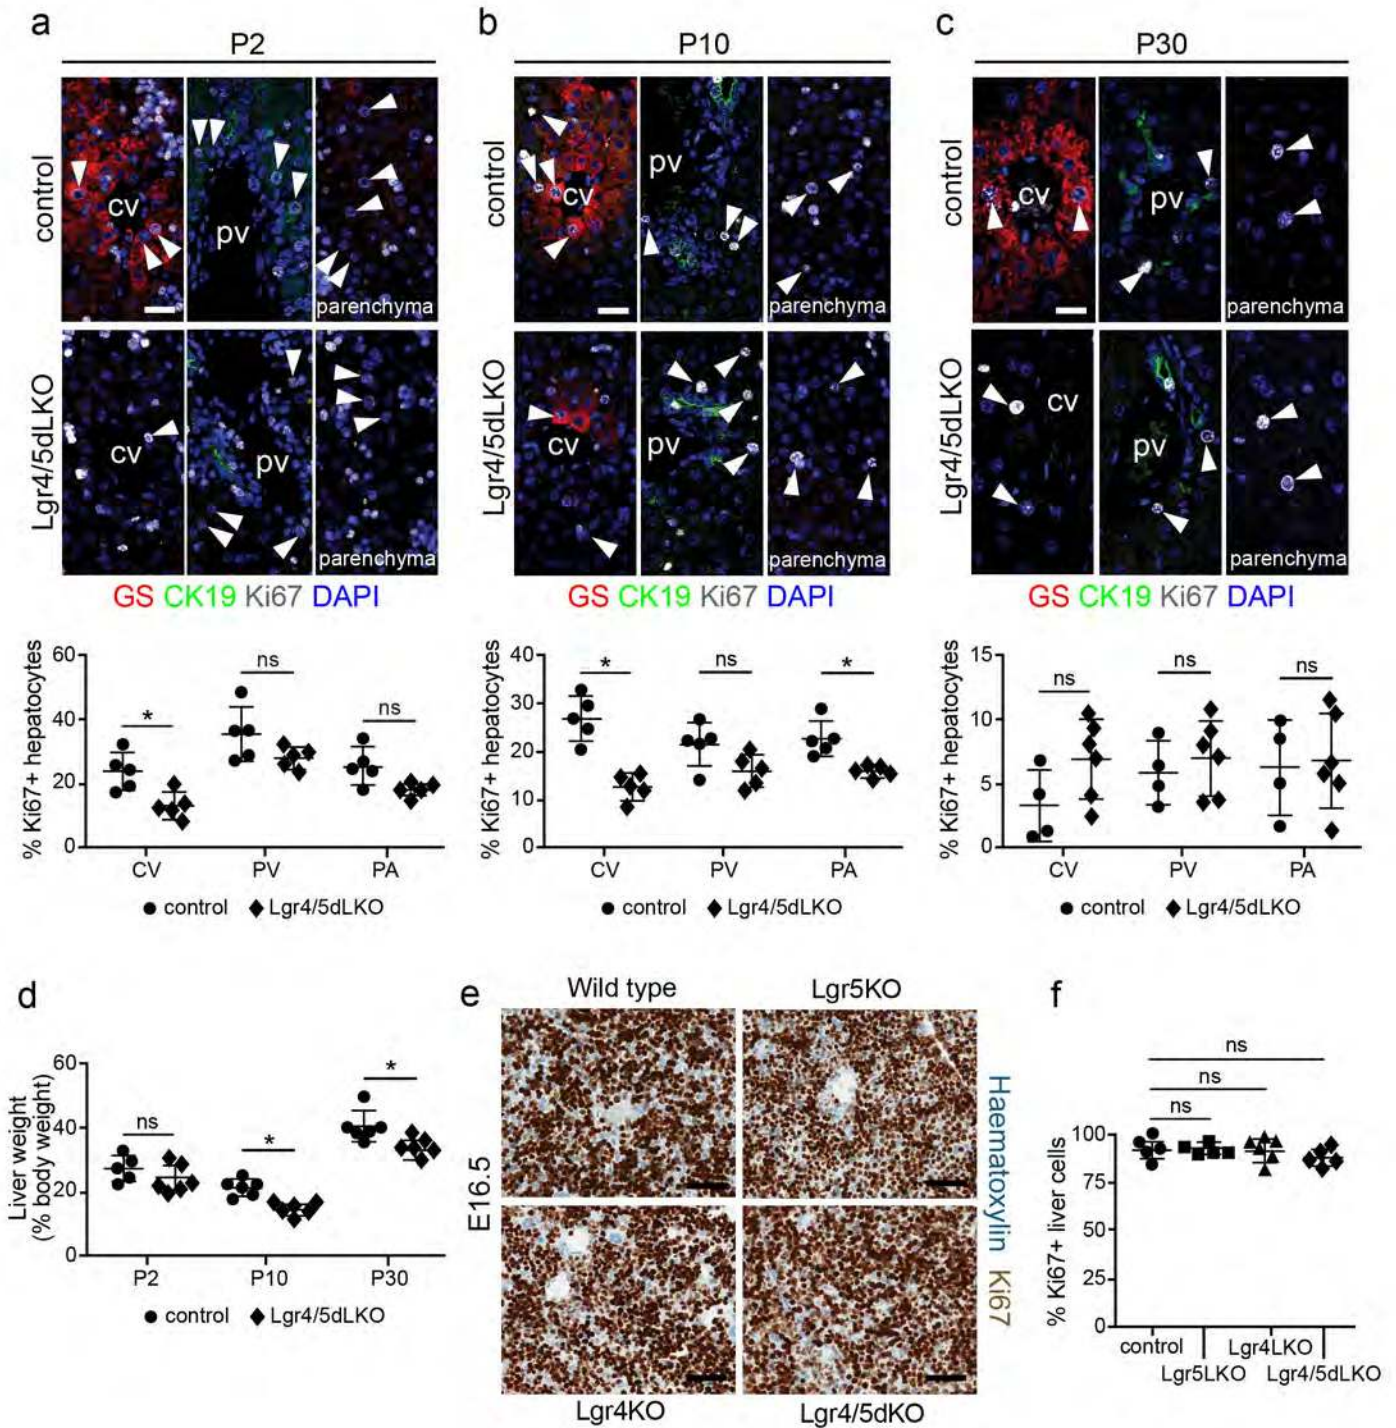 a
P2
control
cv
pv
parenchyma
Lgr4/5dLKO
cv
pv
parenchyma
GS CK19 Ki67 DAPI
% Ki67+ hepatocytes
60
40
20
0
*
ns
ns
CV PV PA
control Lgr4/5dLKO
b
P10
control
cv
pv
parenchyma
Lgr4/5dLKO
cv
pv
parenchyma
GS CK19 Ki67 DAPI
% Ki67+ hepatocytes
40
30
20
10
0
*
ns
*
CV PV PA
control Lgr4/5dLKO
c
P30
control
cv
pv
parenchyma
Lgr4/5dLKO
cv
pv
parenchyma
GS CK19 Ki67 DAPI
% Ki67+ hepatocytes
15
10
5
0
ns
ns
ns
CV PV PA
control Lgr4/5dLKO
d
Liver weight
(% body weight)
60
40
20
0
ns
*
*
P2 P10 P30
control Lgr4/5dLKO
e
E16.5
Wild type Lgr5KO
Lgr4KO Lgr4/5dKO
Haematoxylin Ki67
f
% Ki67+ liver cells
100
75
50
25
0
ns
ns
ns
control Lgr4LKO
Lgr5LKO Lgr4/5dLKO